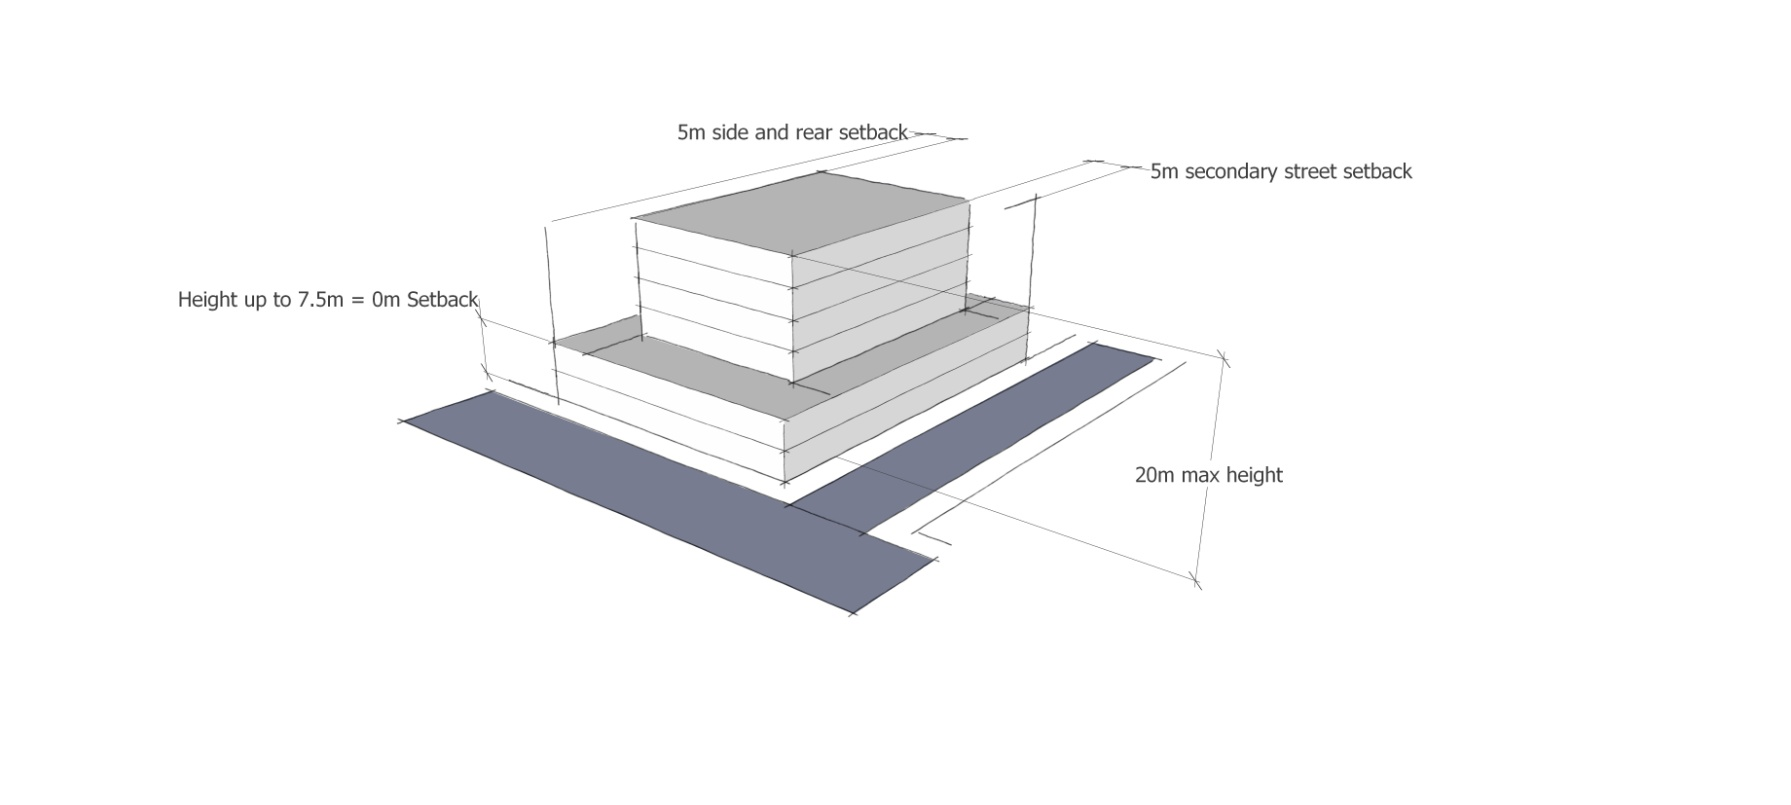 5m side and rear setback
5m secondary street setback
Height up to 7.5m = 0m Setback
20m max height